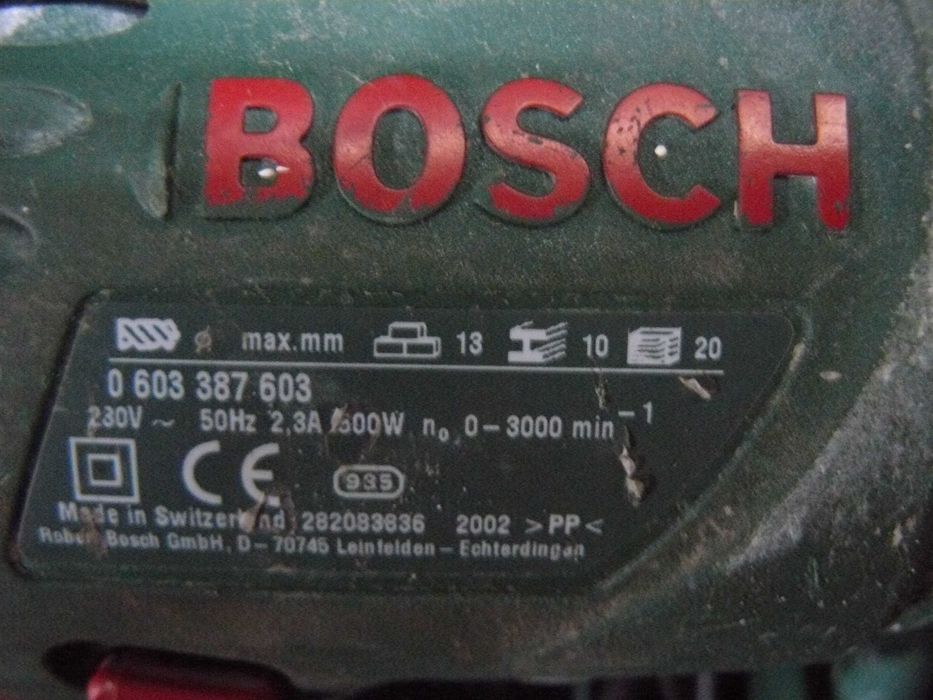 BOSCH
ø max.mm 13 10 20
0 603 387 603
230V ~ 50Hz 2,3A 500W n₀ 0-3000 min⁻¹
CE 935
Made in Switzerland 282083636 2002 >PP<
Robert Bosch GmbH, D-70745 Leinfelden-Echterdingen